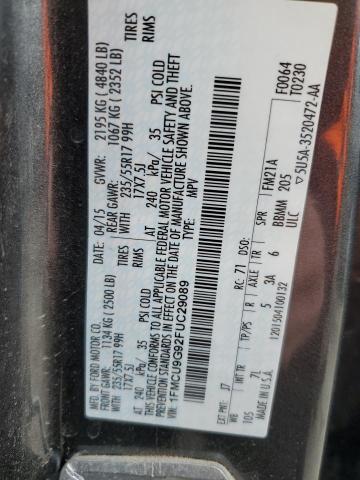 MFD. BY FORD MOTOR CO.
DATE: 04/15 GVWR: 2195 KG ( 4840 LB)
FRONT GAWR: 1134 KG ( 2500 LB) REAR GAWR: 1067 KG ( 2352 LB)
WITH 235/55R17 99H TIRES WITH 235/55R17 99H TIRES
17X7.5J RIMS 17X7.5J RIMS
AT 240 kPa/ 35 PSI COLD AT 240 kPa/ 35 PSI COLD
THIS VEHICLE CONFORMS TO ALL APPLICABLE FEDERAL MOTOR VEHICLE SAFETY AND THEFT
PREVENTION STANDARDS IN EFFECT ON THE DATE OF MANUFACTURE SHOWN ABOVE.
VIN: 1FMCU9G92FUC29089 TYPE: MPV
F0064
T0230
EXT PNT: J7 RC: 71 DSO: FM21A
WB INT TR TP/PS R AXLE TR SPR BBMM
105 7L 5 3A 6 205
ULC
MADE IN U.S.A. 1201504100132 5U5A-3520472-AA